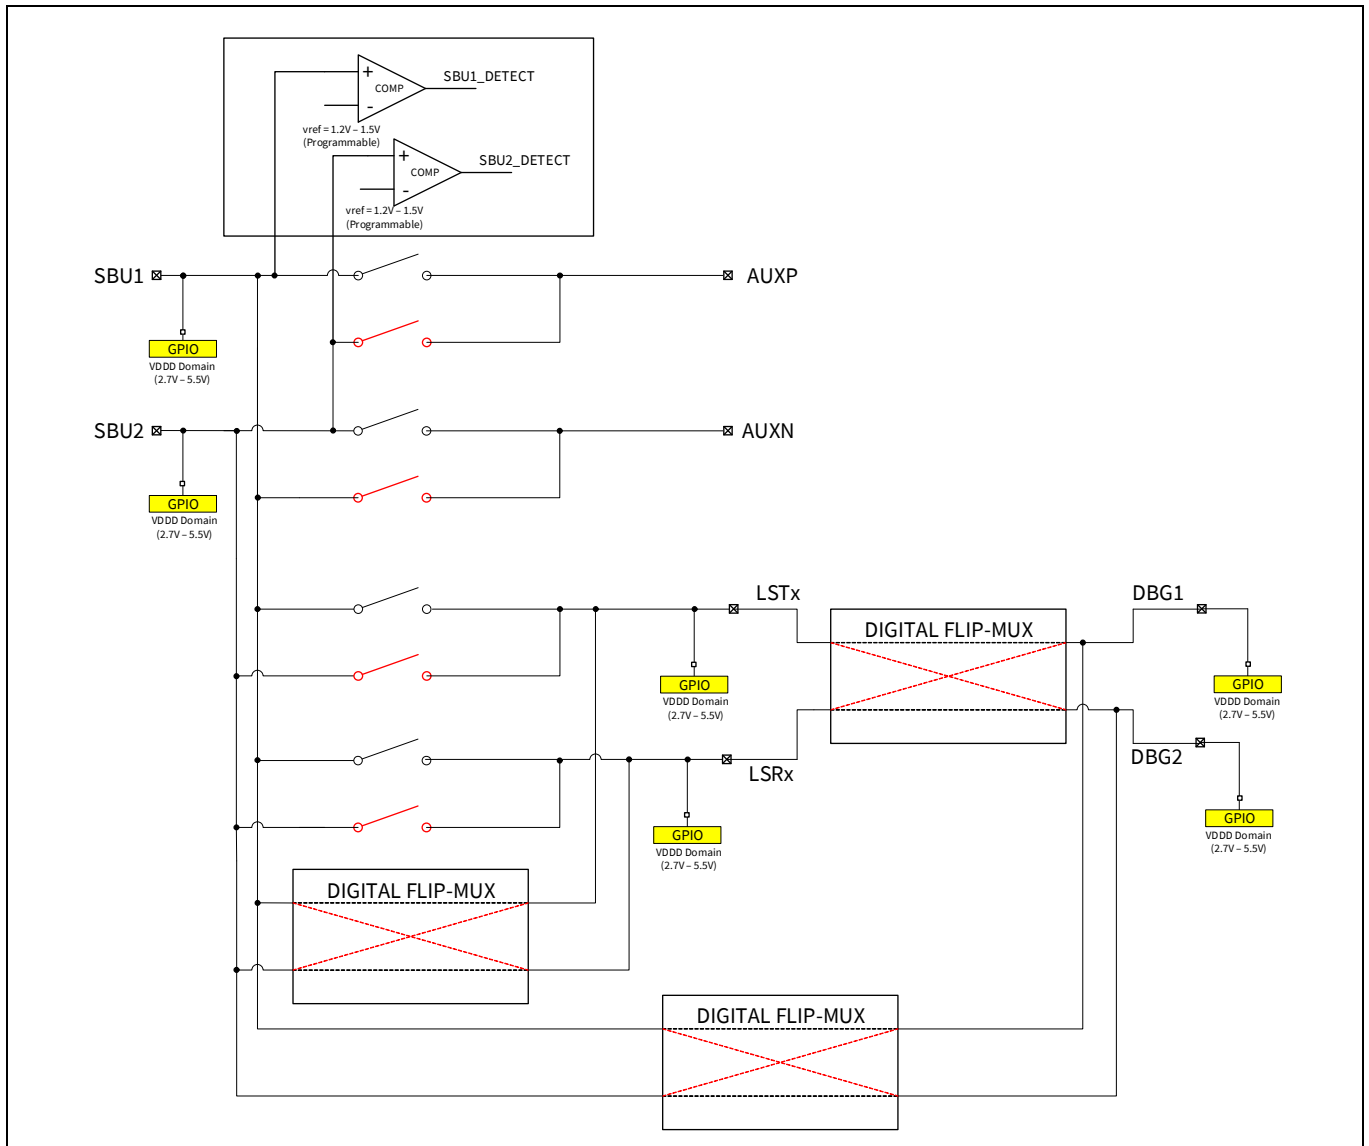 +
COMP
-
SBU1_DETECT
vref = 1.2V – 1.5V
(Programmable)
+
COMP
-
SBU2_DETECT
vref = 1.2V – 1.5V
(Programmable)
SBU1
AUXP
GPIO
VDDD Domain
(2.7V – 5.5V)
SBU2
AUXN
GPIO
VDDD Domain
(2.7V – 5.5V)
LSTx
DIGITAL FLIP-MUX
DBG1
GPIO
VDDD Domain
(2.7V – 5.5V)
GPIO
VDDD Domain
(2.7V – 5.5V)
LSRx
DBG2
GPIO
VDDD Domain
(2.7V – 5.5V)
GPIO
VDDD Domain
(2.7V – 5.5V)
DIGITAL FLIP-MUX
DIGITAL FLIP-MUX